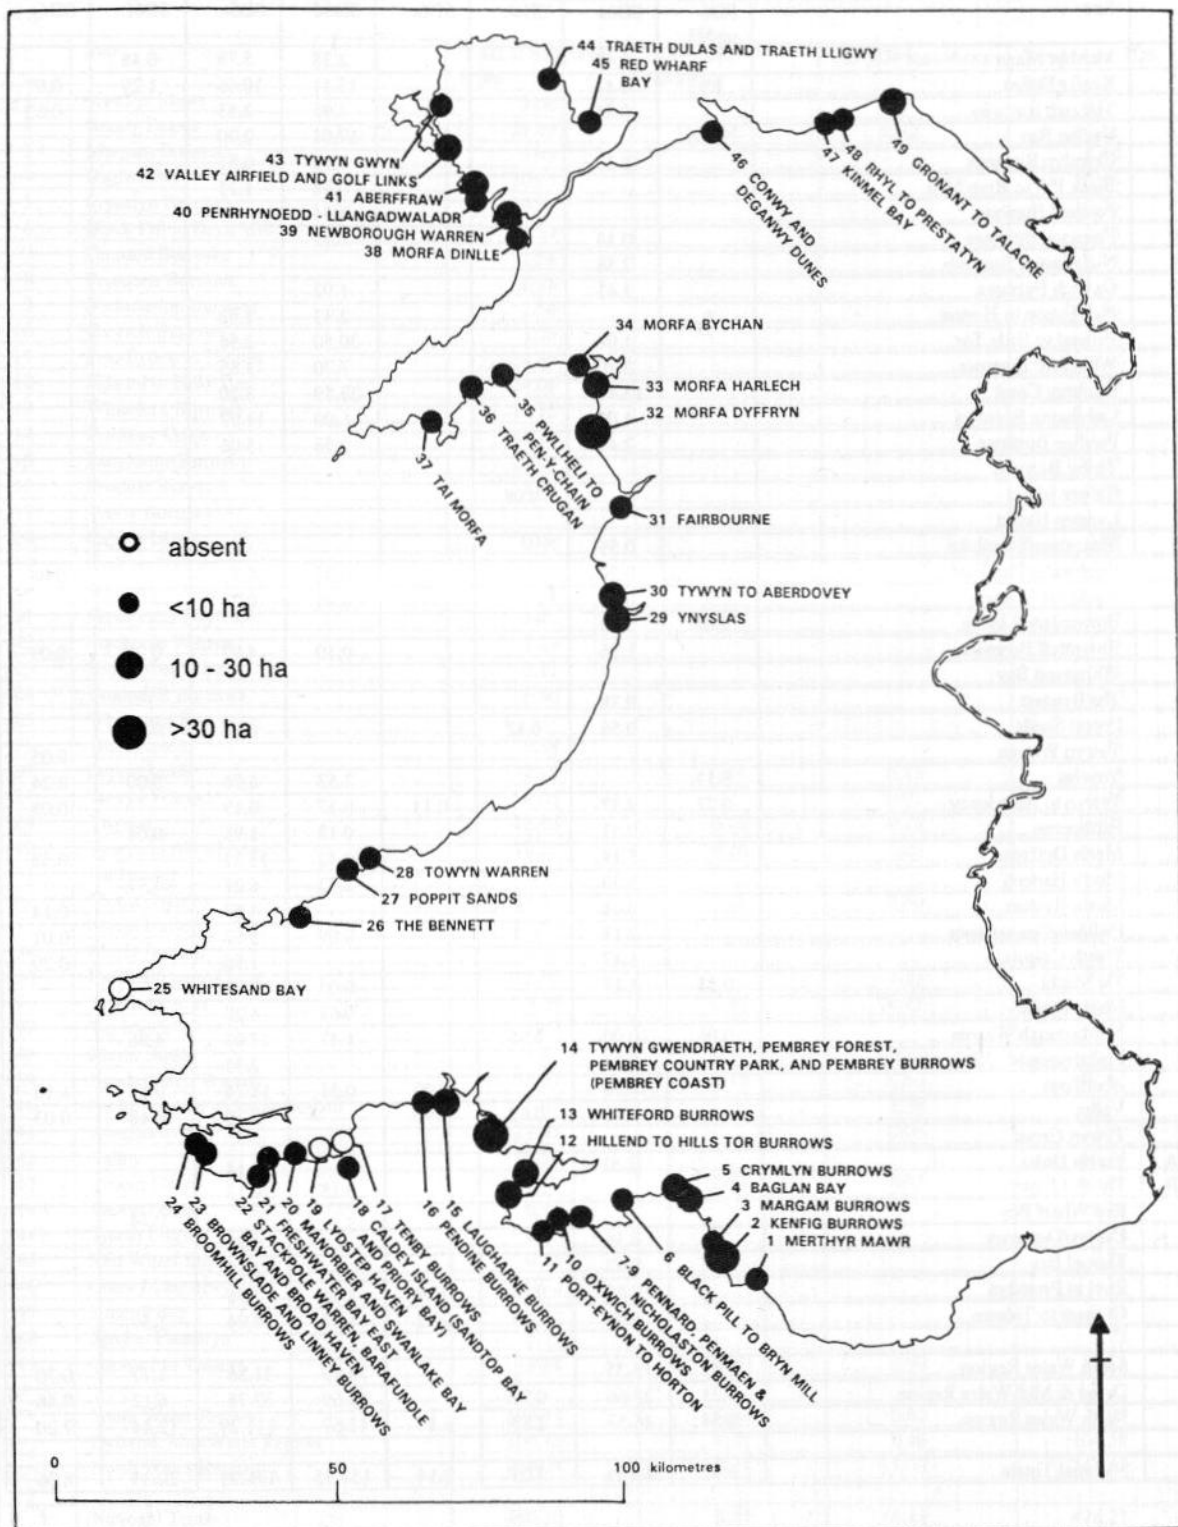 44 TRAETH DULAS AND TRAETH LLIGWY
45 RED WHARF
BAY
43 TYWYN GWYN
42 VALLEY AIRFIELD AND GOLF LINKS
41 ABERFFRAW
40 PENRHYNOEDD - LLANGADWALADR
39 NEWBOROUGH WARREN
38 MORFA DINLLE
46 CONWY AND
DEGANWY DUNES
47 KINMEL BAY
48 RHYL TO PRESTATYN
49 GRONANT TO TALACRE
34 MORFA BYCHAN
33 MORFA HARLECH
32 MORFA DYFFRYN
35 PWLLHELI TO
PEN-Y-CHAIN
36 TRAETH CRUGAN
37 TAI MORFA
31 FAIRBOURNE
30 TYWYN TO ABERDOVEY
29 YNYSLAS
absent
<10 ha
10 - 30 ha
>30 ha
28 TOWYN WARREN
27 POPPIT SANDS
26 THE BENNETT
25 WHITESAND BAY
14 TYWYN GWENDRAETH, PEMBREY FOREST,
PEMBREY COUNTRY PARK, AND PEMBREY BURROWS
(PEMBREY COAST)
13 WHITEFORD BURROWS
12 HILLEND TO HILLS TOR BURROWS
5 CRYMLYN BURROWS
4 BAGLAN BAY
3 MARGAM BURROWS
2 KENFIG BURROWS
1 MERTHYR MAWR
6 BLACK PILL TO BRYN MILL
7-9 PENNARD, PENMAEN &
NICHOLASTON BURROWS
10 OXWICH BURROWS
11 PORT-EYNON TO HORTON
15 LAUGHARNE BURROWS
16 PENDINE BURROWS
17 TENBY BURROWS
18 CALDEY ISLAND (SANDTOP BAY
AND PRIORY BAY)
19 LYDSTEP HAVEN
20 MANORBIER AND SWANLAKE BAY
21 FRESHWATER BAY EAST
22 STACKPOLE WARREN, BARAFUNDLE
BAY AND BROAD HAVEN
23 BROWNSLADE AND LINNEY BURROWS
24 BROOMHILL BURROWS
0 50 100 kilometres